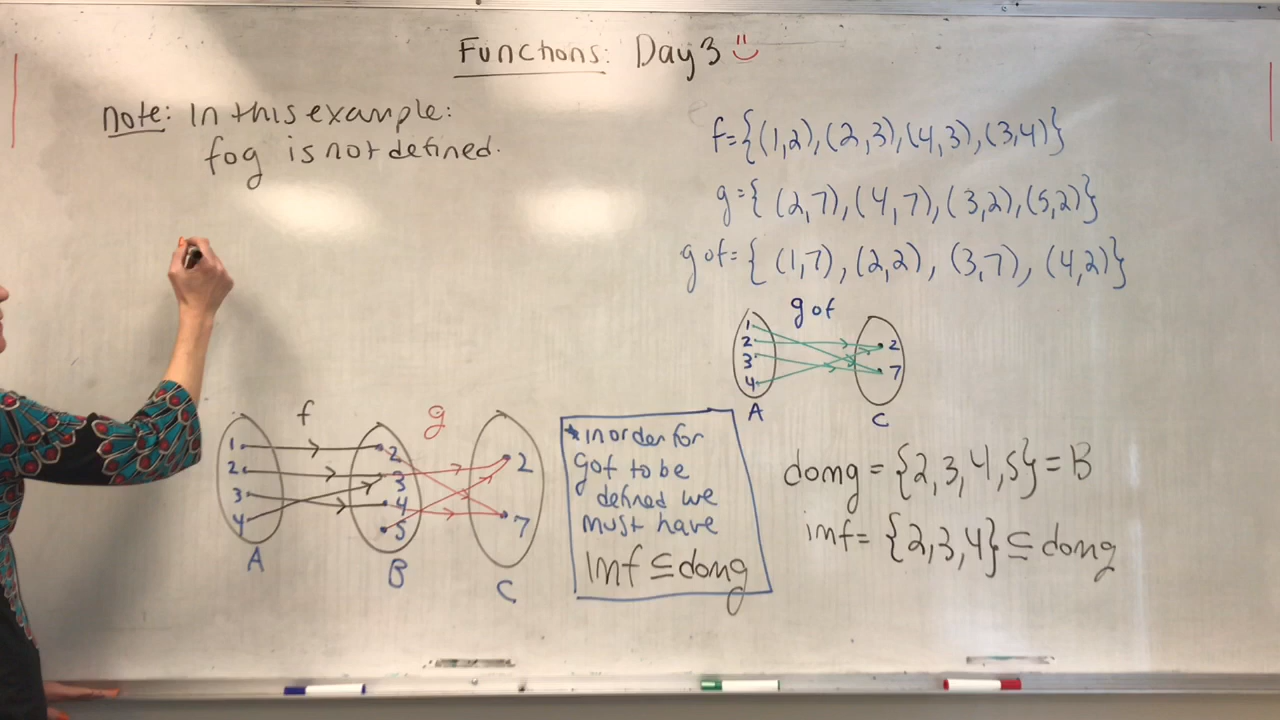 Functions: Day 3
note: In this example:
fog is not defined.
f={(1,2),(2,3),(4,3),(3,4)}
g={(2,7),(4,7),(3,2),(5,2)}
gof={(1,7),(2,2),(3,7),(4,2)}
gof
1
2
3
4
2
7
A
C
f
g
1
2
3
4
2
3
4
5
2
7
A
B
C
*in order for
gof to be
defined we
must have
imf ⊆ domg
domg = {2,3,4,5} = B
imf = {2,3,4} ⊆ domg